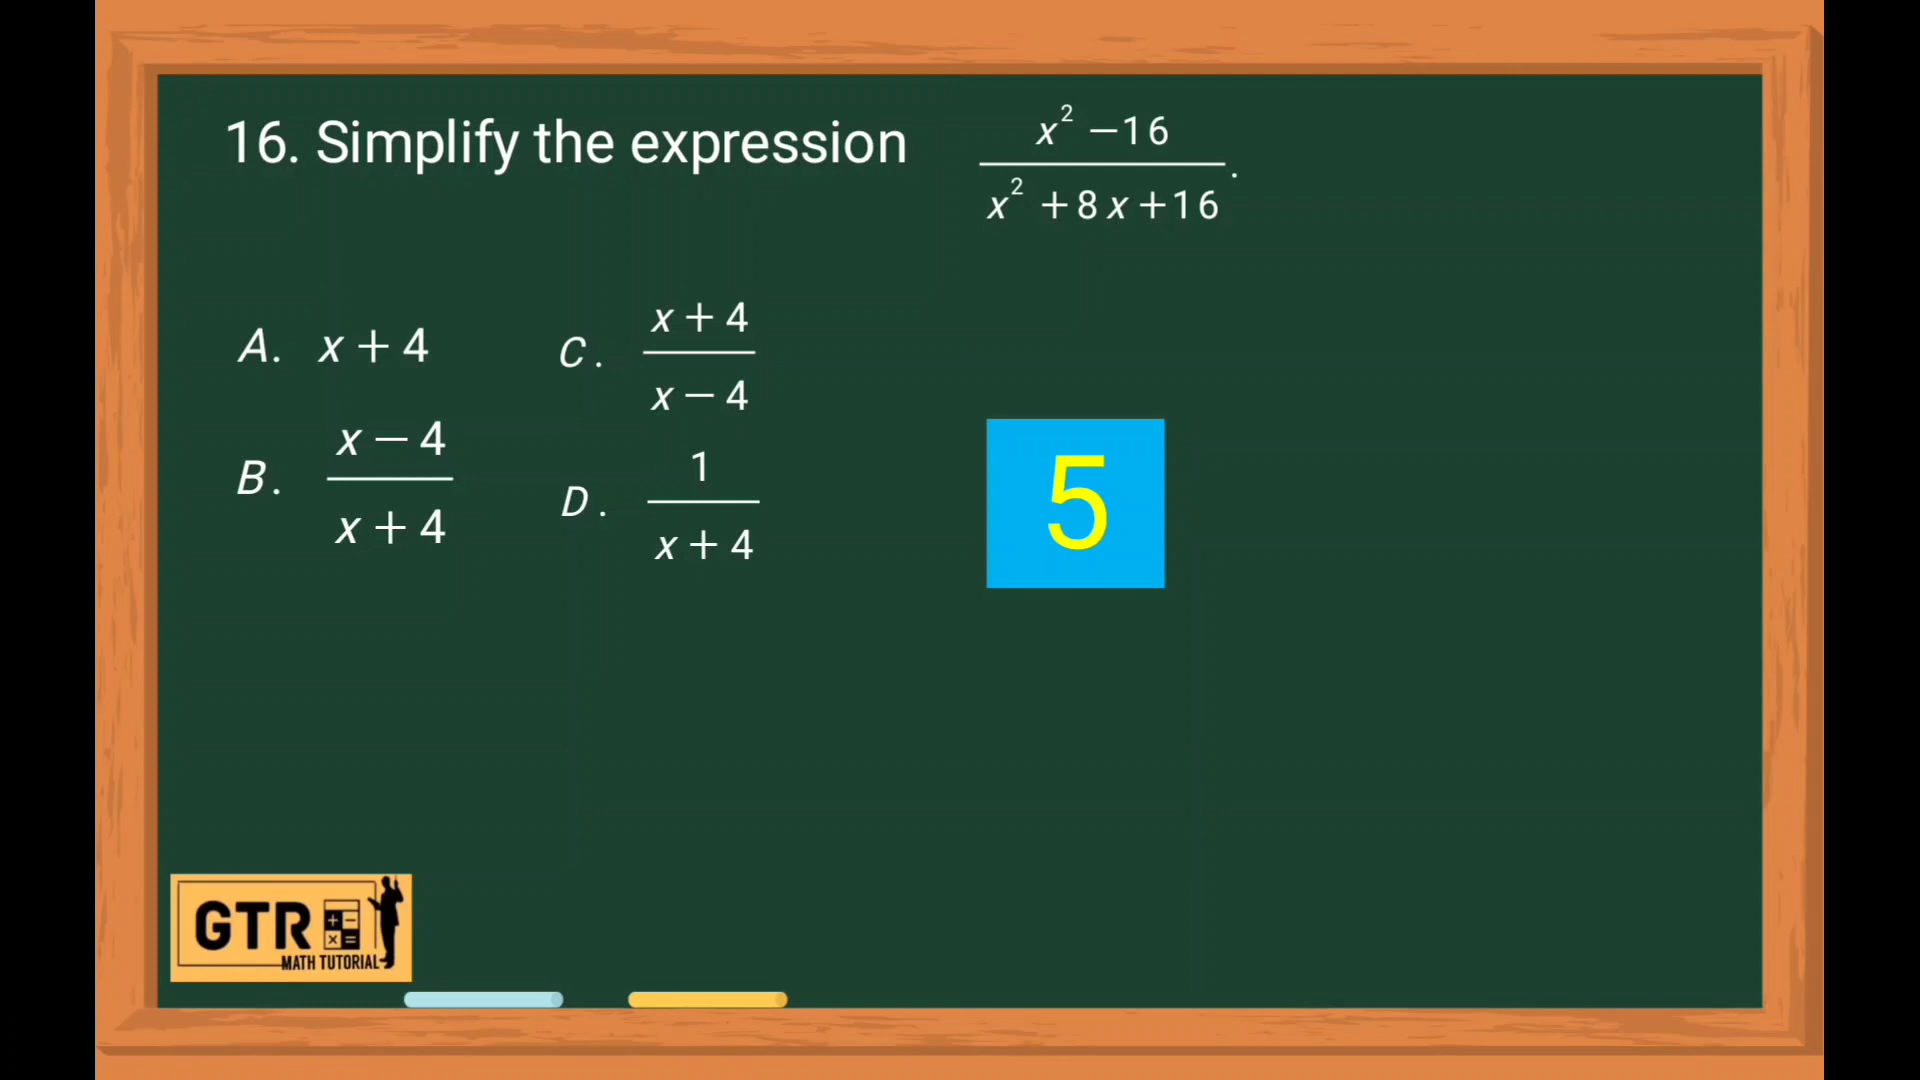 16. Simplify the expression x² −16 / x² +8x+16 .
A. x + 4
B. x − 4 / x + 4
C. x + 4 / x − 4
D. 1 / x + 4
5
GTR
+ −
× =
MATH TUTORIAL